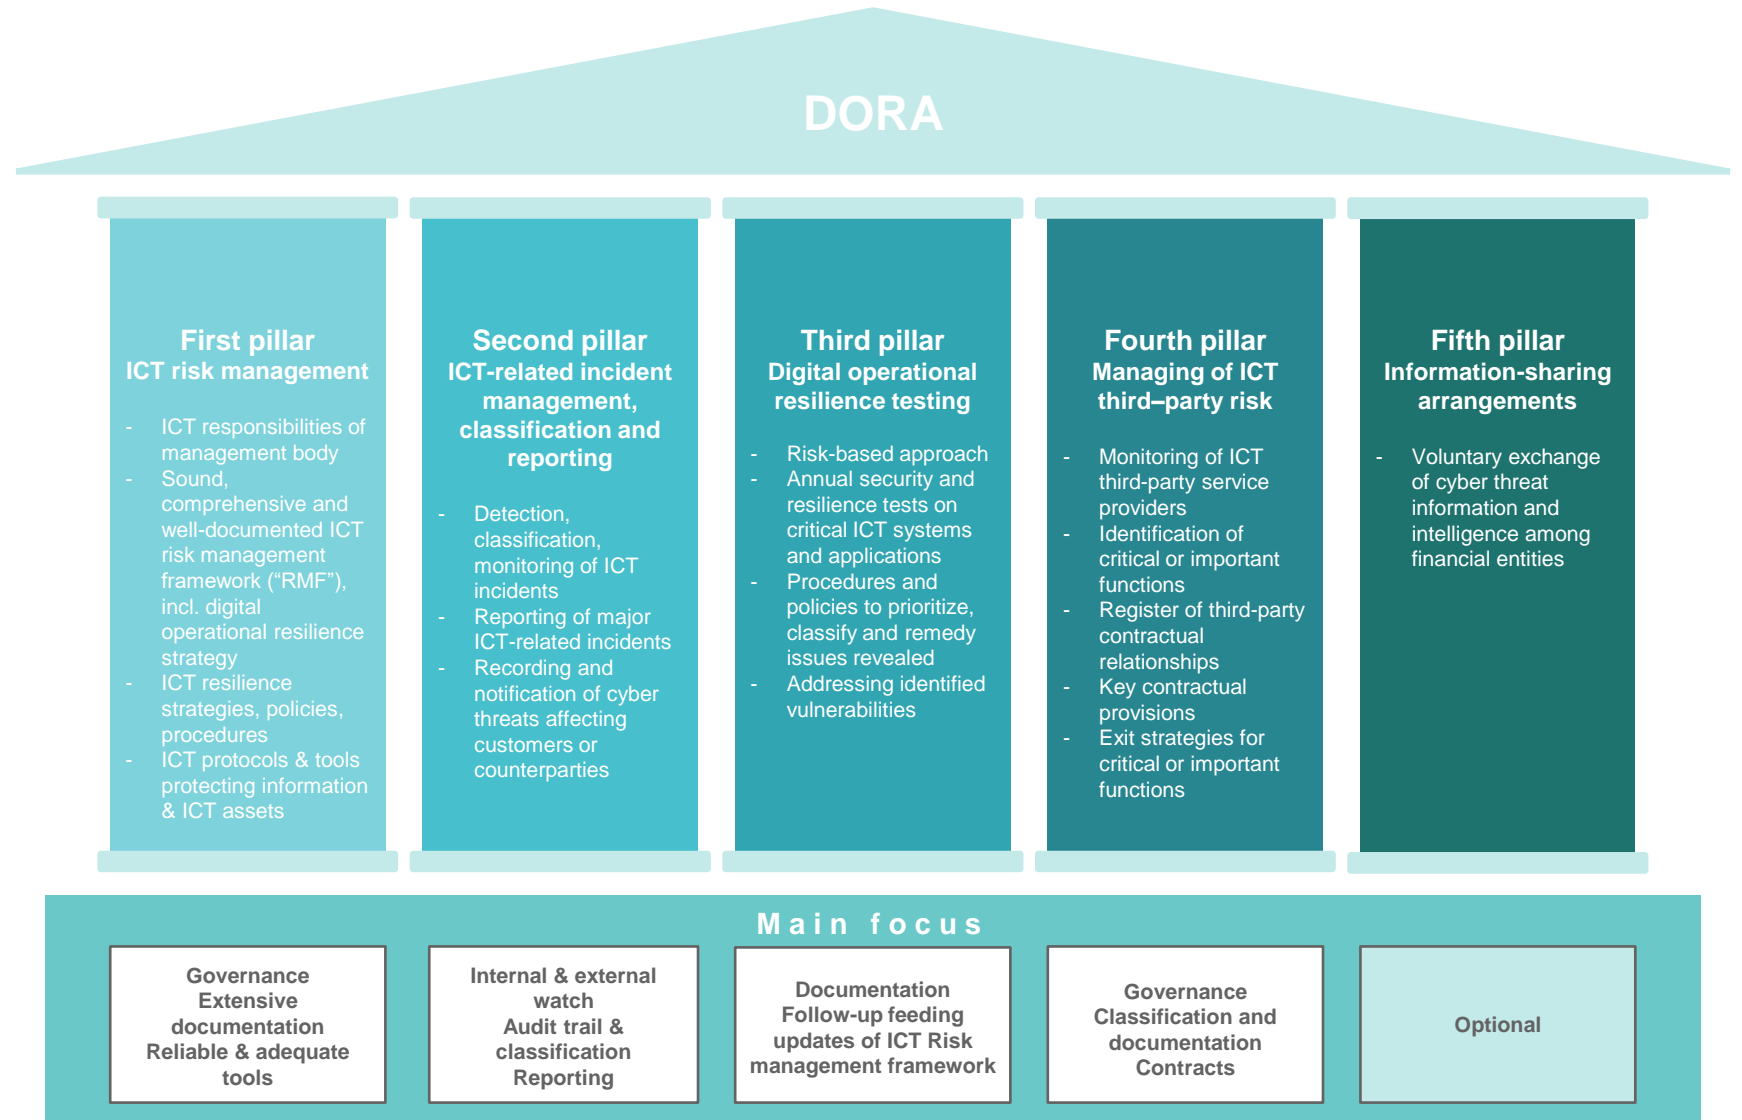 DORA
First pillar
ICT risk management
- ICT responsibilities of
management body
- Sound,
comprehensive and
well-documented ICT
risk management
framework (“RMF”),
incl. digital
operational resilience
strategy
- ICT resilience
strategies, policies,
procedures
- ICT protocols & tools
protecting information
& ICT assets
Second pillar
ICT-related incident
management,
classification and
reporting
- Detection,
classification,
monitoring of ICT
incidents
- Reporting of major
ICT-related incidents
- Recording and
notification of cyber
threats affecting
customers or
counterparties
Third pillar
Digital operational
resilience testing
- Risk-based approach
- Annual security and
resilience tests on
critical ICT systems
and applications
- Procedures and
policies to prioritize,
classify and remedy
issues revealed
- Addressing identified
vulnerabilities
Fourth pillar
Managing of ICT
third–party risk
- Monitoring of ICT
third-party service
providers
- Identification of
critical or important
functions
- Register of third-party
contractual
relationships
- Key contractual
provisions
- Exit strategies for
critical or important
functions
Fifth pillar
Information-sharing
arrangements
- Voluntary exchange
of cyber threat
information and
intelligence among
financial entities
Main focus
Governance
Extensive
documentation
Reliable & adequate
tools
Internal & external
watch
Audit trail &
classification
Reporting
Documentation
Follow-up feeding
updates of ICT Risk
management framework
Governance
Classification and
documentation
Contracts
Optional